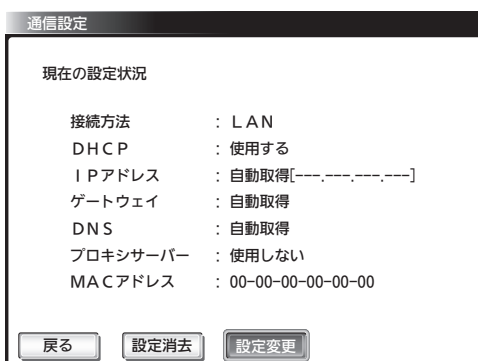 通信設定
現在の設定状況
接続方法 : ＬＡＮ
ＤＨＣＰ : 使用する
ＩＰアドレス : 自動取得[---.---.---.---]
ゲートウェイ : 自動取得
ＤＮＳ : 自動取得
プロキシサーバー : 使用しない
ＭＡＣアドレス : 00-00-00-00-00-00
戻る 設定消去 設定変更